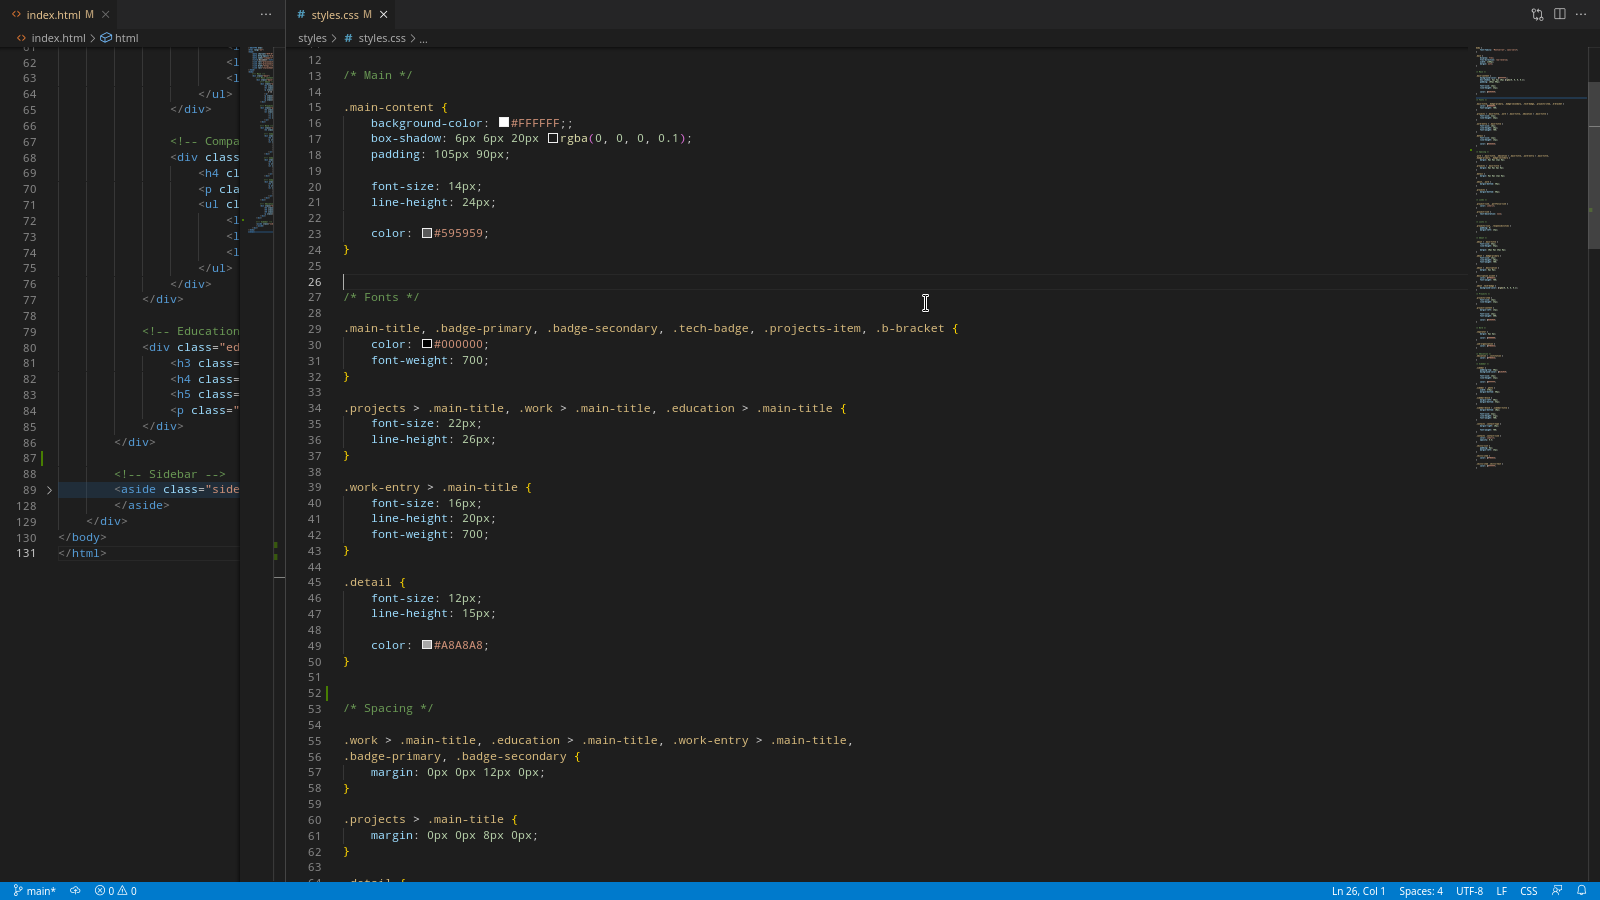 index.html M
index.html > html
61
62 <l
63 <l
64 </ul>
65 </div>
66
67 <!-- Compa
68 <div class
69 <h4 cl
70 <p cla
71 <ul cl
72 <l
73 <l
74 <l
75 </ul>
76 </div>
77 </div>
78
79 <!-- Education
80 <div class="ed
81 <h3 class=
82 <h4 class=
83 <h5 class=
84 <p class="
85 </div>
86 </div>
87
88 <!-- Sidebar -->
89 <aside class="side
128 </aside>
129 </div>
130 </body>
131 </html>
styles.css M
styles > styles.css > ...
12
13 /* Main */
14
15 .main-content {
16 background-color: #FFFFFF;;
17 box-shadow: 6px 6px 20px rgba(0, 0, 0, 0.1);
18 padding: 105px 90px;
19
20 font-size: 14px;
21 line-height: 24px;
22
23 color: #595959;
24 }
25
26
27 /* Fonts */
28
29 .main-title, .badge-primary, .badge-secondary, .tech-badge, .projects-item, .b-bracket {
30 color: #000000;
31 font-weight: 700;
32 }
33
34 .projects > .main-title, .work > .main-title, .education > .main-title {
35 font-size: 22px;
36 line-height: 26px;
37 }
38
39 .work-entry > .main-title {
40 font-size: 16px;
41 line-height: 20px;
42 font-weight: 700;
43 }
44
45 .detail {
46 font-size: 12px;
47 line-height: 15px;
48
49 color: #A8A8A8;
50 }
51
52
53 /* Spacing */
54
55 .work > .main-title, .education > .main-title, .work-entry > .main-title,
56 .badge-primary, .badge-secondary {
57 margin: 0px 0px 12px 0px;
58 }
59
60 .projects > .main-title {
61 margin: 0px 0px 8px 0px;
62 }
63
64 .detail {
main* 0 0
Ln 26, Col 1 Spaces: 4 UTF-8 LF CSS